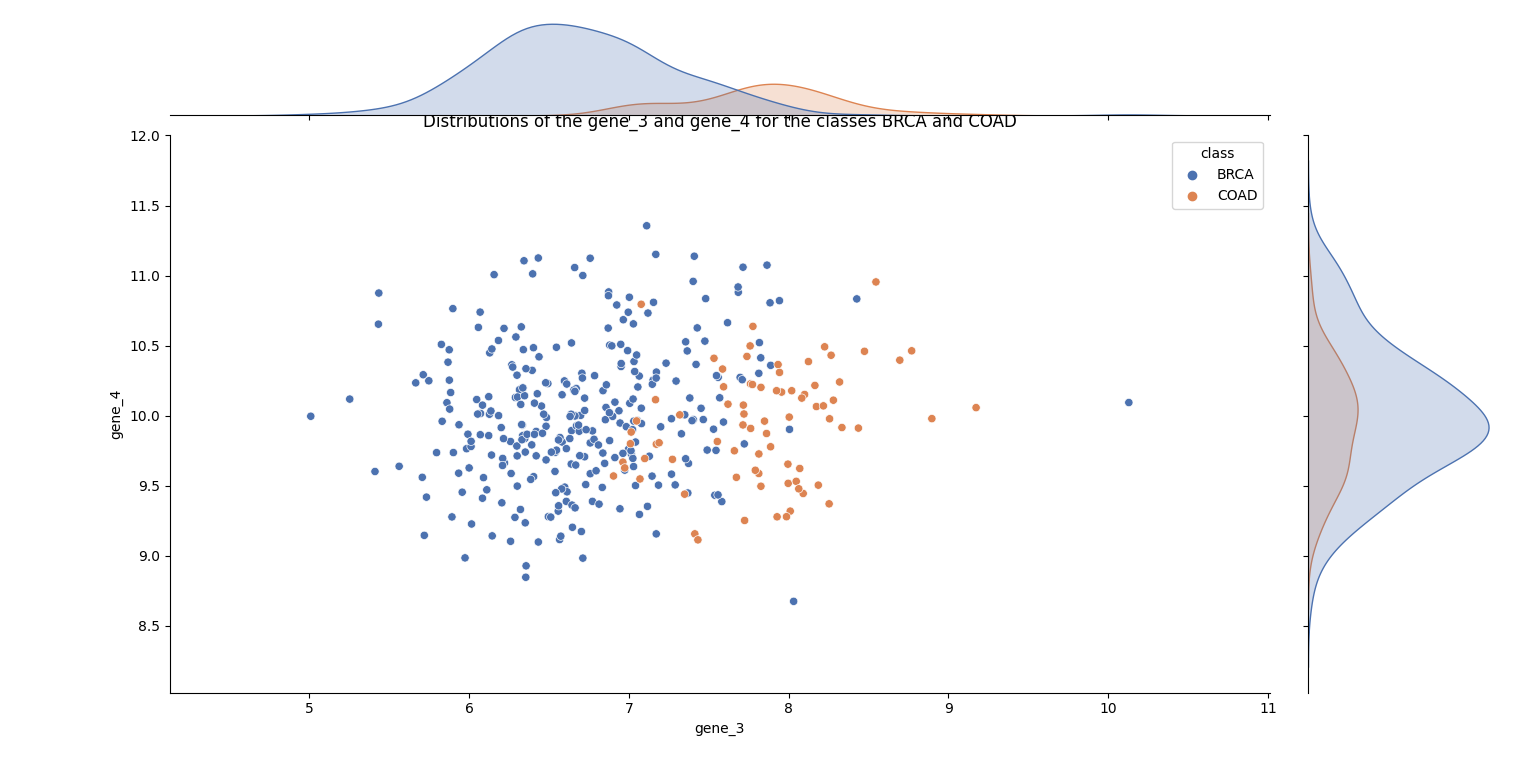 Distributions of the gene_3 and gene_4 for the classes BRCA and COAD
class
BRCA
COAD
12.0
11.5
11.0
10.5
10.0
9.5
9.0
8.5
gene_4
5 6 7 8 9 10 11
gene_3